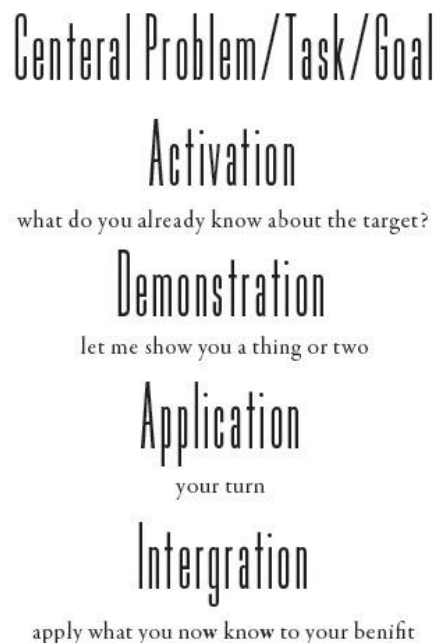 Centeral Problem/Task/Goal
Activation
what do you already know about the target?
Demonstration
let me show you a thing or two
Application
your turn
Intergration
apply what you now know to your benifit